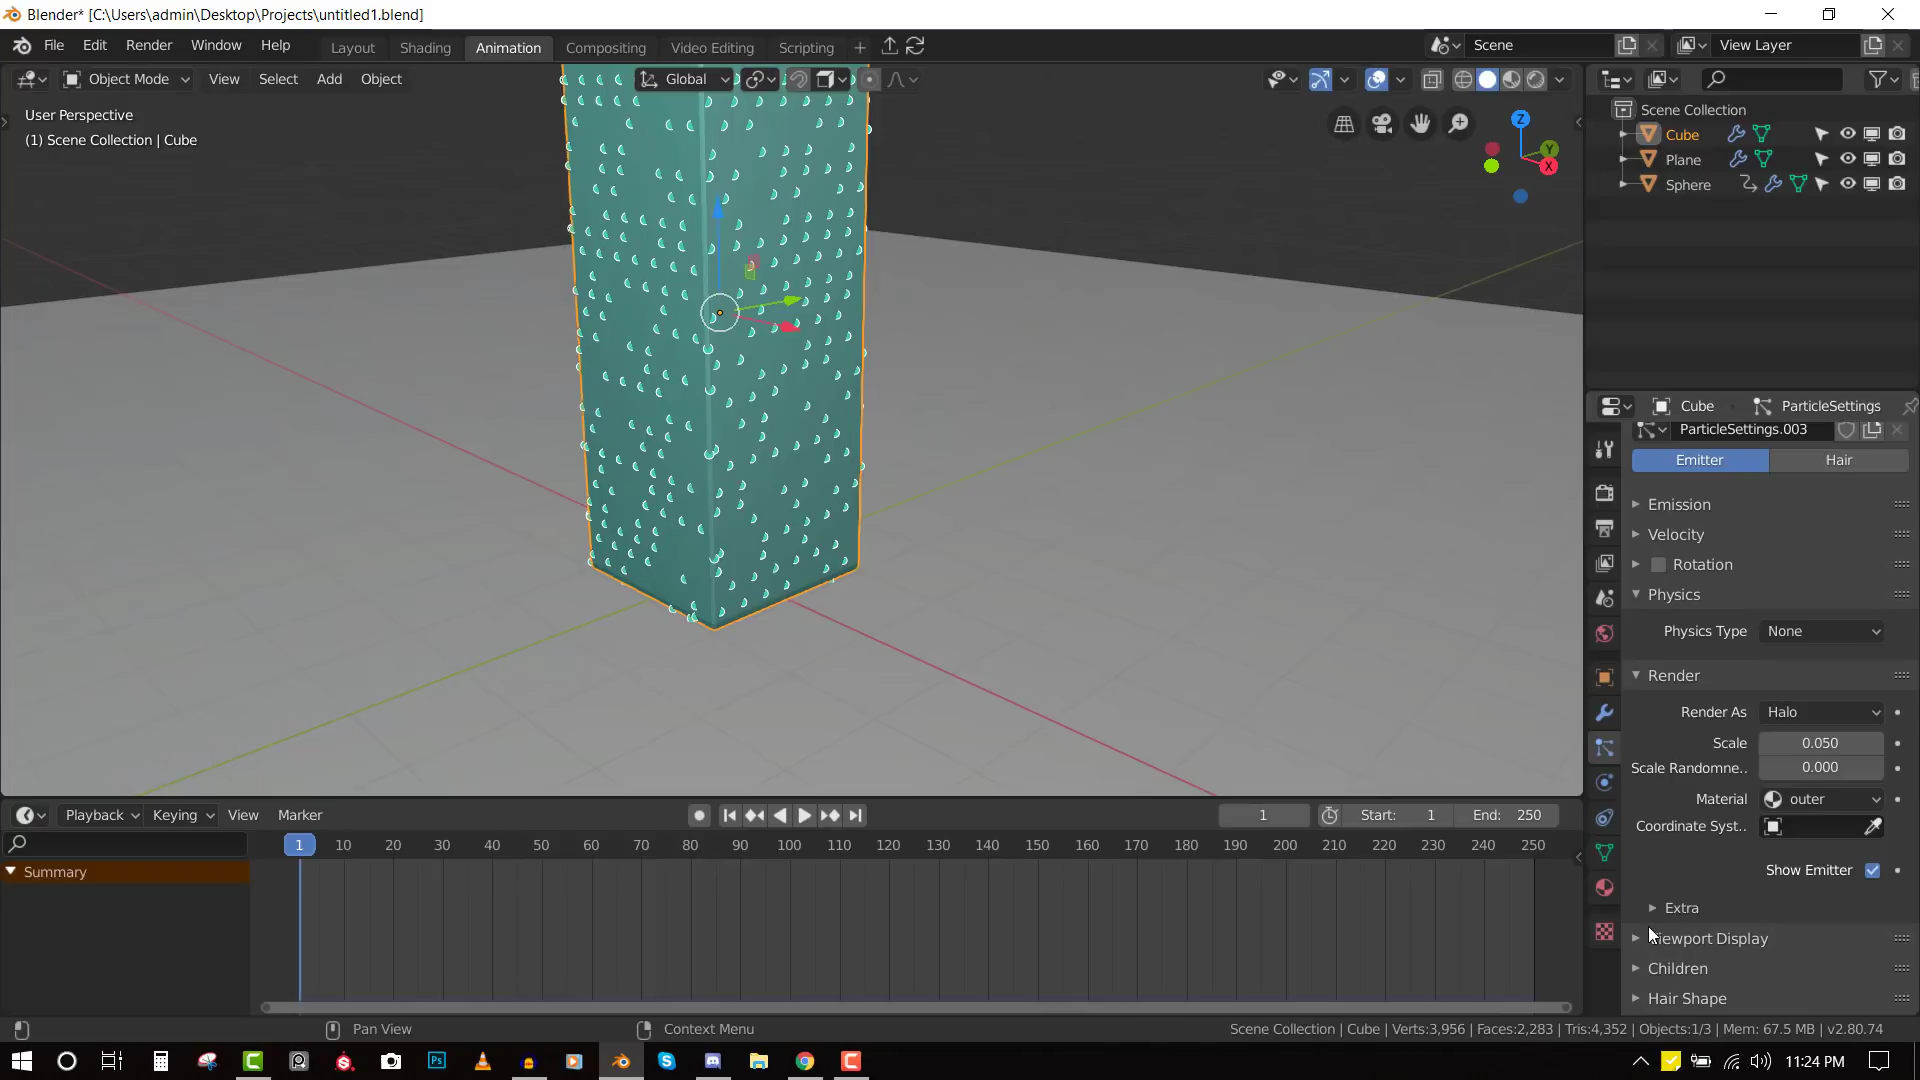 Blender* [C:\Users\admin\Desktop\Projects\untitled1.blend]
File Edit Render Window Help Layout Shading Animation Compositing Video Editing Scripting Scene View Layer
Object Mode View Select Add Object Global
User Perspective
(1) Scene Collection | Cube
Z
Y
X
Scene Collection
Cube
Plane
Sphere
Cube ParticleSettings
ParticleSettings.003
Emitter Hair
Emission
Velocity
Rotation
Physics
Physics Type None
Render
Render As Halo
Scale 0.050
Scale Randomne.. 0.000
Material outer
Coordinate Syst..
Show Emitter
Extra
Viewport Display
Children
Hair Shape
Playback Keying View Marker 1 Start: 1 End: 250
1 10 20 30 40 50 60 70 80 90 100 110 120 130 140 150 160 170 180 190 200 210 220 230 240 250
Summary
Pan View Context Menu Scene Collection | Cube | Verts:3,956 | Faces:2,283 | Tris:4,352 | Objects:1/3 | Mem: 67.5 MB | v2.80.74
Ps 11:24 PM